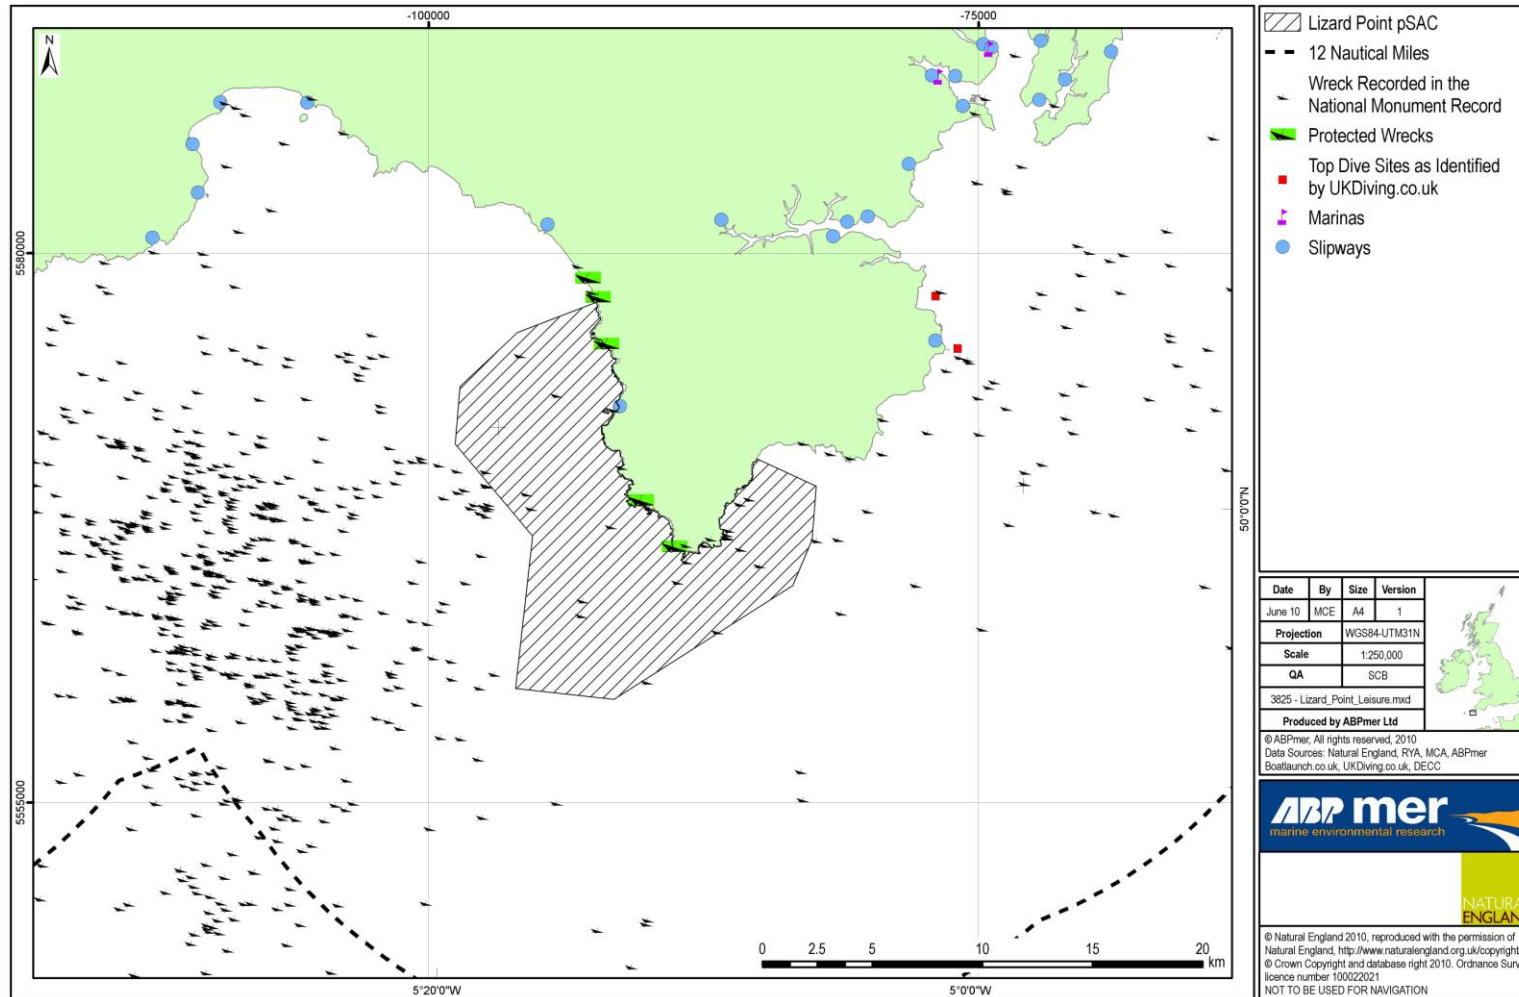 -100000
-75000
N
5580000
5555000
50°0'0"N
5°20'0"W
5°0'0"W
0 2.5 5 10 15 20
km
Lizard Point pSAC
12 Nautical Miles
Wreck Recorded in the
National Monument Record
Protected Wrecks
Top Dive Sites as Identified
by UKDiving.co.uk
Marinas
Slipways
Date By Size Version
June 10 MCE A4 1
Projection WGS84-UTM31N
Scale 1:250,000
QA SCB
3825 - Lizard_Point_Leisure.mxd
Produced by ABPmer Ltd
© ABPmer, All rights reserved, 2010
Data Sources: Natural England, RYA, MCA, ABPmer
Boatlaunch.co.uk, UKDiving.co.uk, DECC
ABP mer
marine environmental research
NATURA
ENGLAN
© Natural England 2010, reproduced with the permission of
Natural England, http://www.naturalengland.org.uk/copyright
© Crown Copyright and database right 2010. Ordnance Surv
licence number 100022021
NOT TO BE USED FOR NAVIGATION